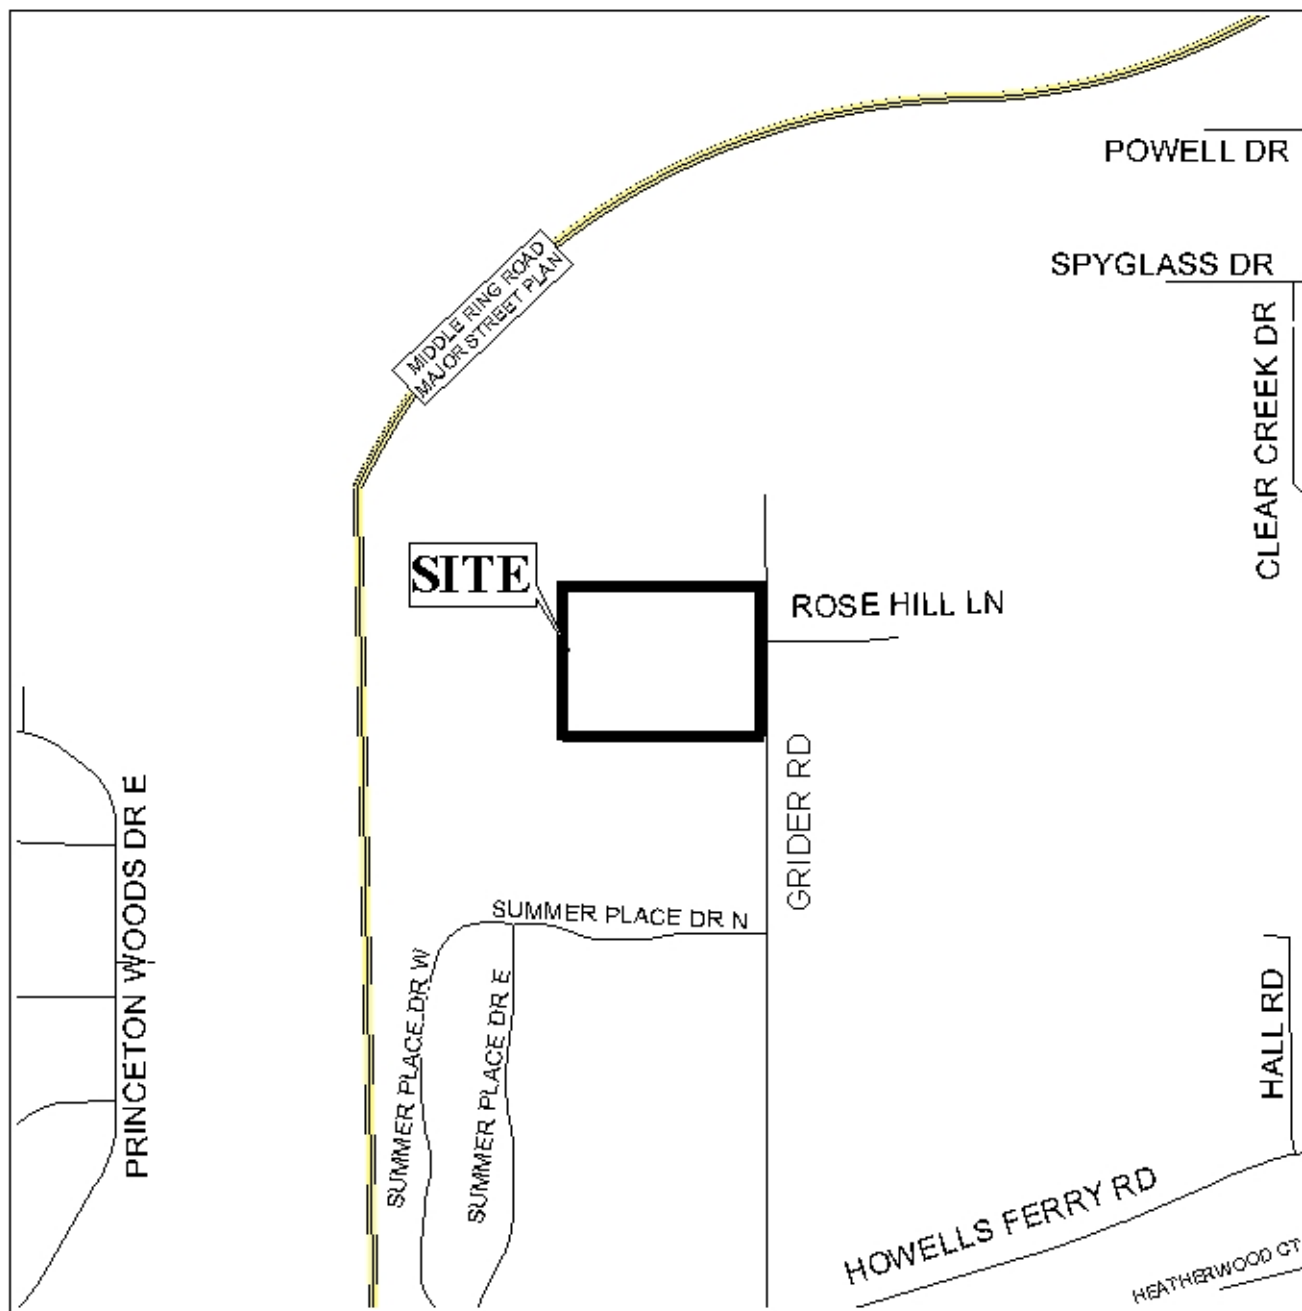 POWELL DR
SPYGLASS DR
MIDDLE RING ROAD
MAJOR STREET PLAN
CLEAR CREEK DR
SITE
ROSE HILL LN
GRIDER RD
PRINCETON WOODS DR E
SUMMER PLACE DR N
SUMMER PLACE DR W
SUMMER PLACE DR E
HALL RD
HOWELLS FERRY RD
HEATHERWOOD CT